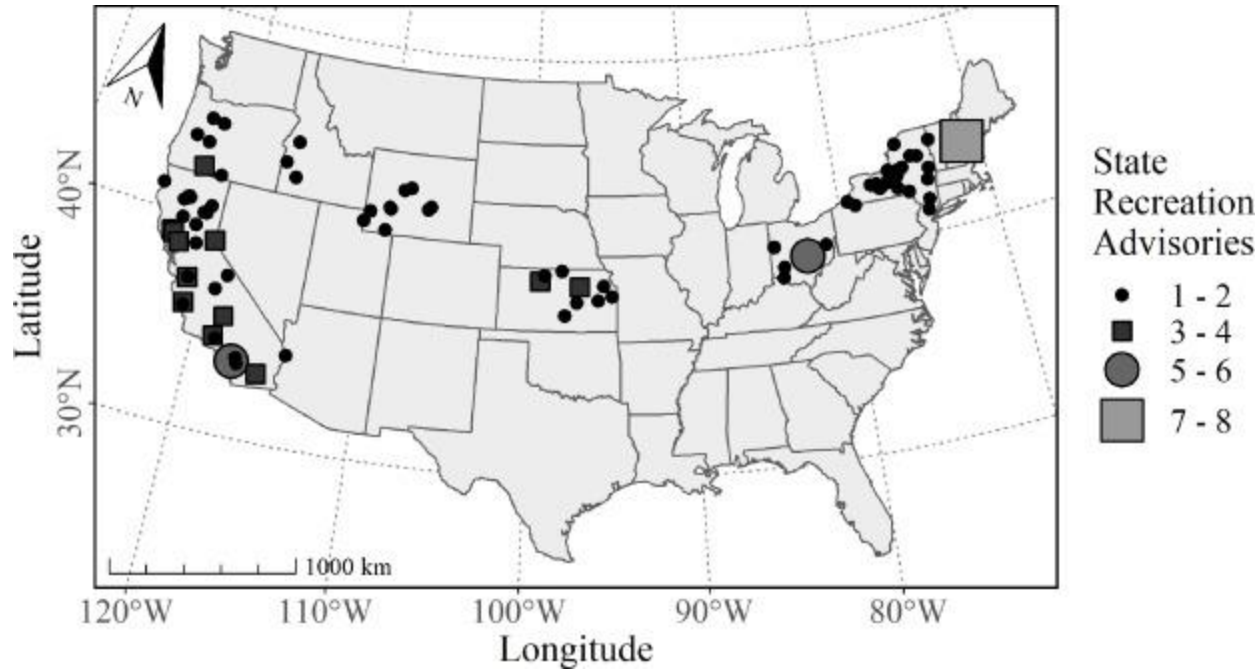 N
40°N
30°N
Latitude
1000 km
120°W 110°W 100°W 90°W 80°W
Longitude
State
Recreation
Advisories
1 - 2
3 - 4
5 - 6
7 - 8